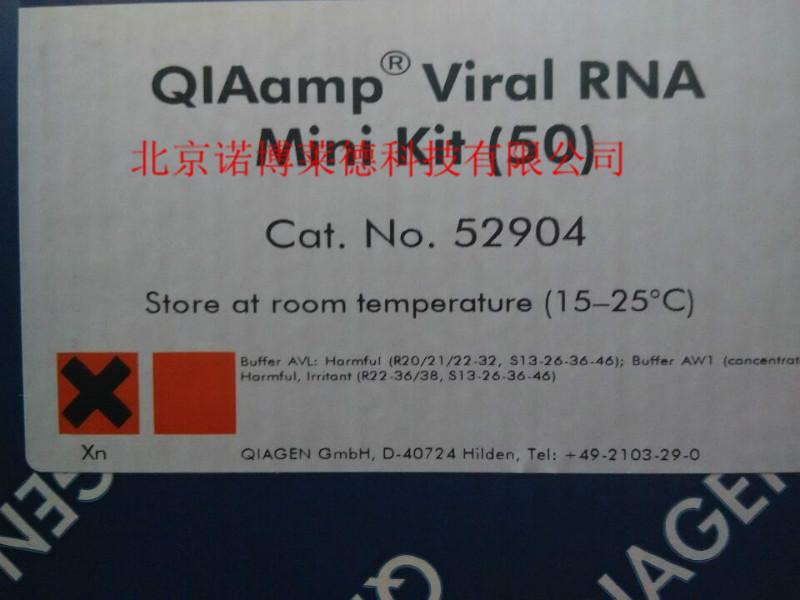 QIAamp® Viral RNA
Mini Kit (50)
北京诺博莱德科技有限公司
Cat. No. 52904
Store at room temperature (15–25°C)
Buffer AVL: Harmful (R20/21/22-32, S13-26-36-46); Buffer AW1 (concentrat
Harmful, Irritant (R22-36/38, S13-26-36-46)
Xn
QIAGEN GmbH, D-40724 Hilden, Tel: +49-2103-29-0
GEN
QI
IAGEN